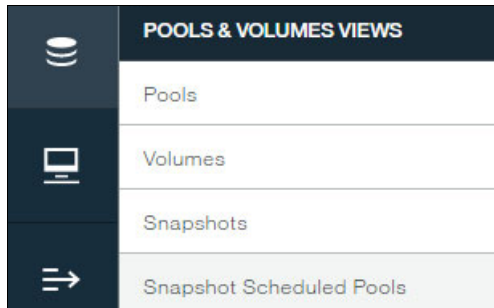 POOLS & VOLUMES VIEWS
Pools
Volumes
Snapshots
Snapshot Scheduled Pools